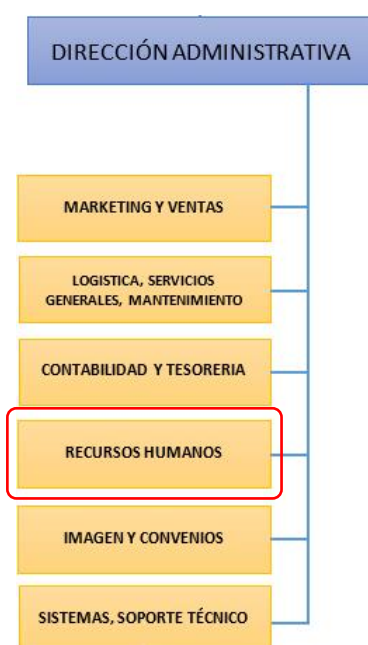 DIRECCIÓN ADMINISTRATIVA
MARKETING Y VENTAS
LOGISTICA, SERVICIOS
GENERALES, MANTENIMIENTO
CONTABILIDAD Y TESORERIA
RECURSOS HUMANOS
IMAGEN Y CONVENIOS
SISTEMAS, SOPORTE TÉCNICO